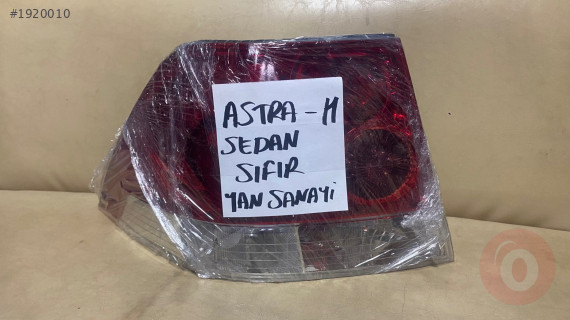 #1920010
ASTRA - H
SEDAN
SIFIR
YAN SANAYİ